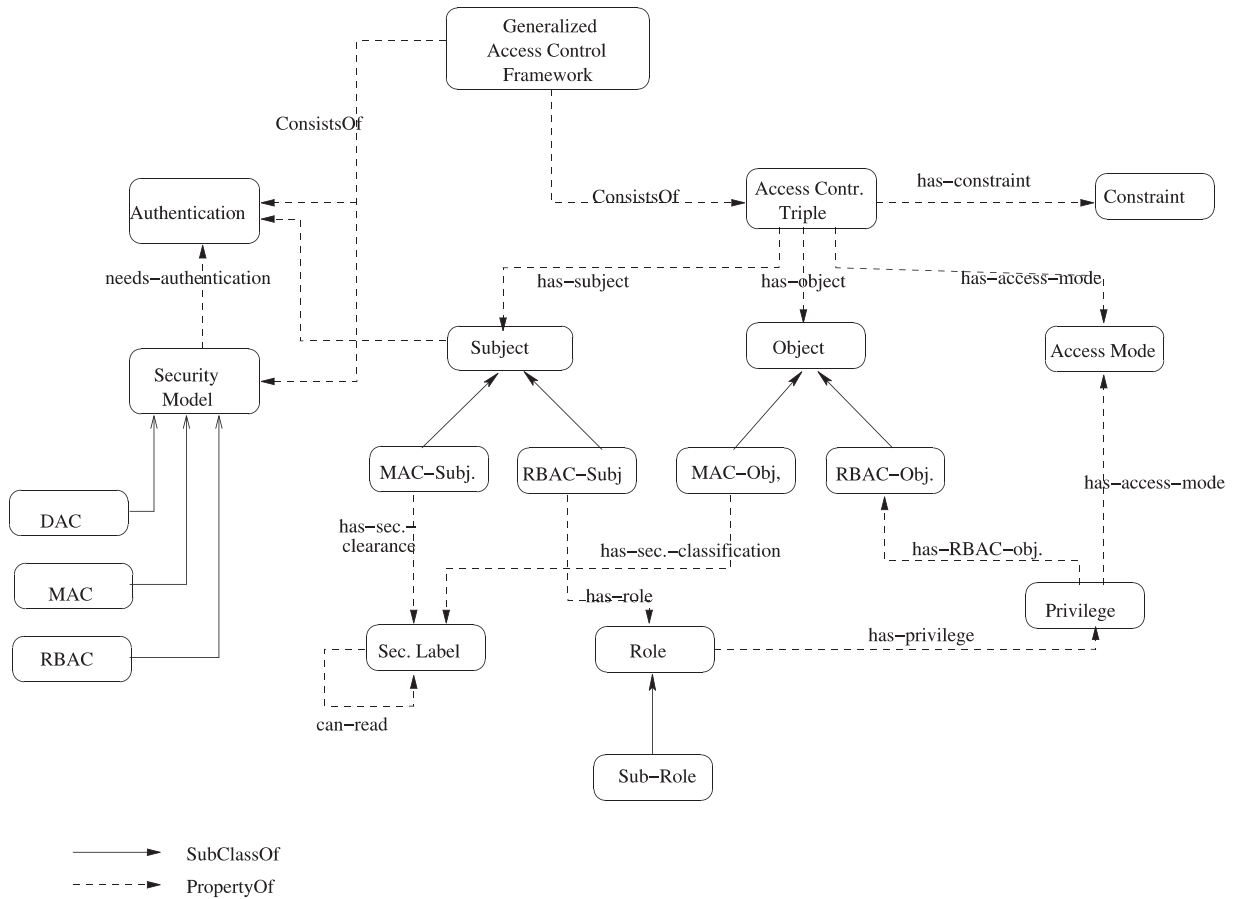 Generalized
Access Control
Framework
ConsistsOf
ConsistsOf
Access Contr.
Triple
has-constraint
Constraint
Authentication
needs-authentication
has-subject
has-object
has-access-mode
Subject
Object
Access Mode
Security
Model
MAC-Subj.
RBAC-Subj
MAC-Obj,
RBAC-Obj.
has-access-mode
DAC
has-sec.-
clearance
has-sec.-classification
has-RBAC-obj.
MAC
has-role
Privilege
RBAC
Sec. Label
Role
has-privilege
can-read
Sub-Role
SubClassOf
PropertyOf